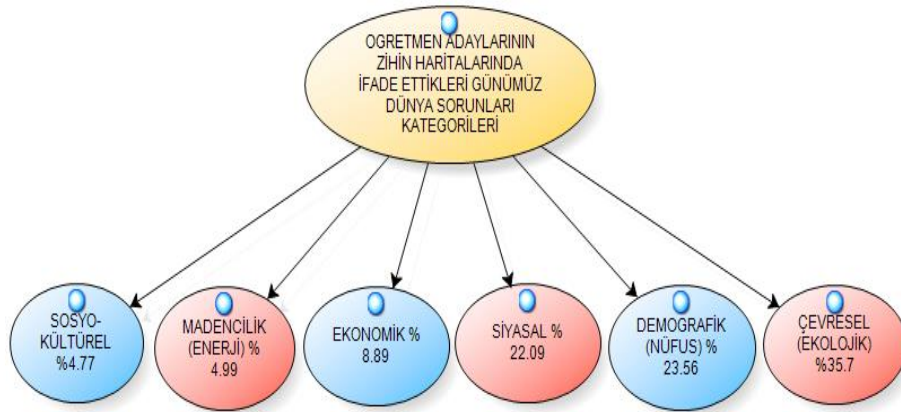 OGRETMEN ADAYLARININ
ZİHİN HARİTALARINDA
İFADE ETTİKLERİ GÜNÜMÜZ
DÜNYA SORUNLARI
KATEGORİLERİ
SOSYO-
KÜLTÜREL
%4.77
MADENCİLİK
(ENERJİ) %
4.99
EKONOMİK %
8.89
SİYASAL %
22.09
DEMOGRAFİK
(NÜFUS) %
23.56
ÇEVRESEL
(EKOLOJİK)
%35.7